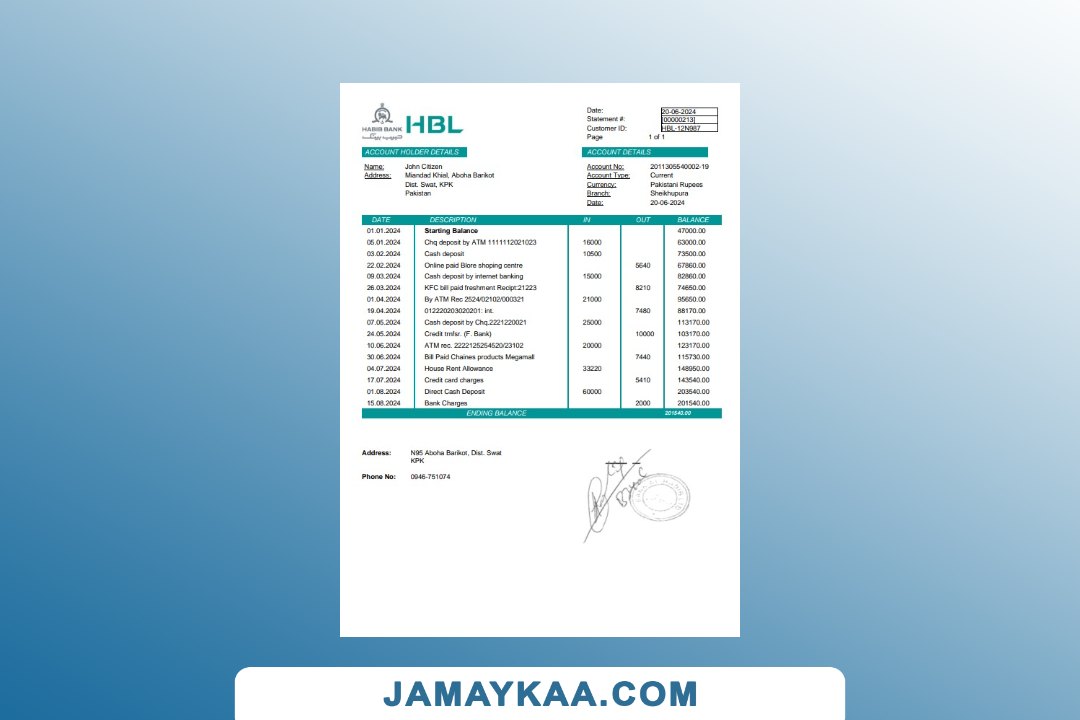 HABIB BANK HBL
حبیب بینک
Date: 20-06-2024
Statement #: [00000213]
Customer ID: HBL-12N987
Page 1 of 1
ACCOUNT HOLDER DETAILS
Name: John Citizen
Address: Miandad Khial, Aboha Barikot
Dist. Swat, KPK
Pakistan
ACCOUNT DETAILS
Account No: 2011305540002-19
Account Type: Current
Currency: Pakistani Rupees
Branch: Sheikhupura
Date: 20-06-2024
DATE DESCRIPTION IN OUT BALANCE
01.01.2024 Starting Balance 47000.00
05.01.2024 Chq deposit by ATM 1111112021023 16000 63000.00
03.02.2024 Cash deposit 10500 73500.00
22.02.2024 Online paid Blore shoping centre 5640 67860.00
09.03.2024 Cash deposit by internet banking 15000 82860.00
26.03.2024 KFC bill paid freshment Recipt:21223 8210 74650.00
01.04.2024 By ATM Rec 2524/02102/000321 21000 95650.00
19.04.2024 012220203020201: int. 7480 88170.00
07.05.2024 Cash deposit by Chq.2221220021 25000 113170.00
24.05.2024 Credit trnfsr. (F. Bank) 10000 103170.00
10.06.2024 ATM rec. 2222125254520/23102 20000 123170.00
30.06.2024 Bill Paid Chaines products Megamall 7440 115730.00
04.07.2024 House Rent Allowance 33220 148950.00
17.07.2024 Credit card charges 5410 143540.00
01.08.2024 Direct Cash Deposit 60000 203540.00
15.08.2024 Bank Charges 2000 201540.00
ENDING BALANCE 201540.00
Address: N95 Aboha Barikot, Dist. Swat
KPK
Phone No: 0946-751074
JAMAYKAA.COM